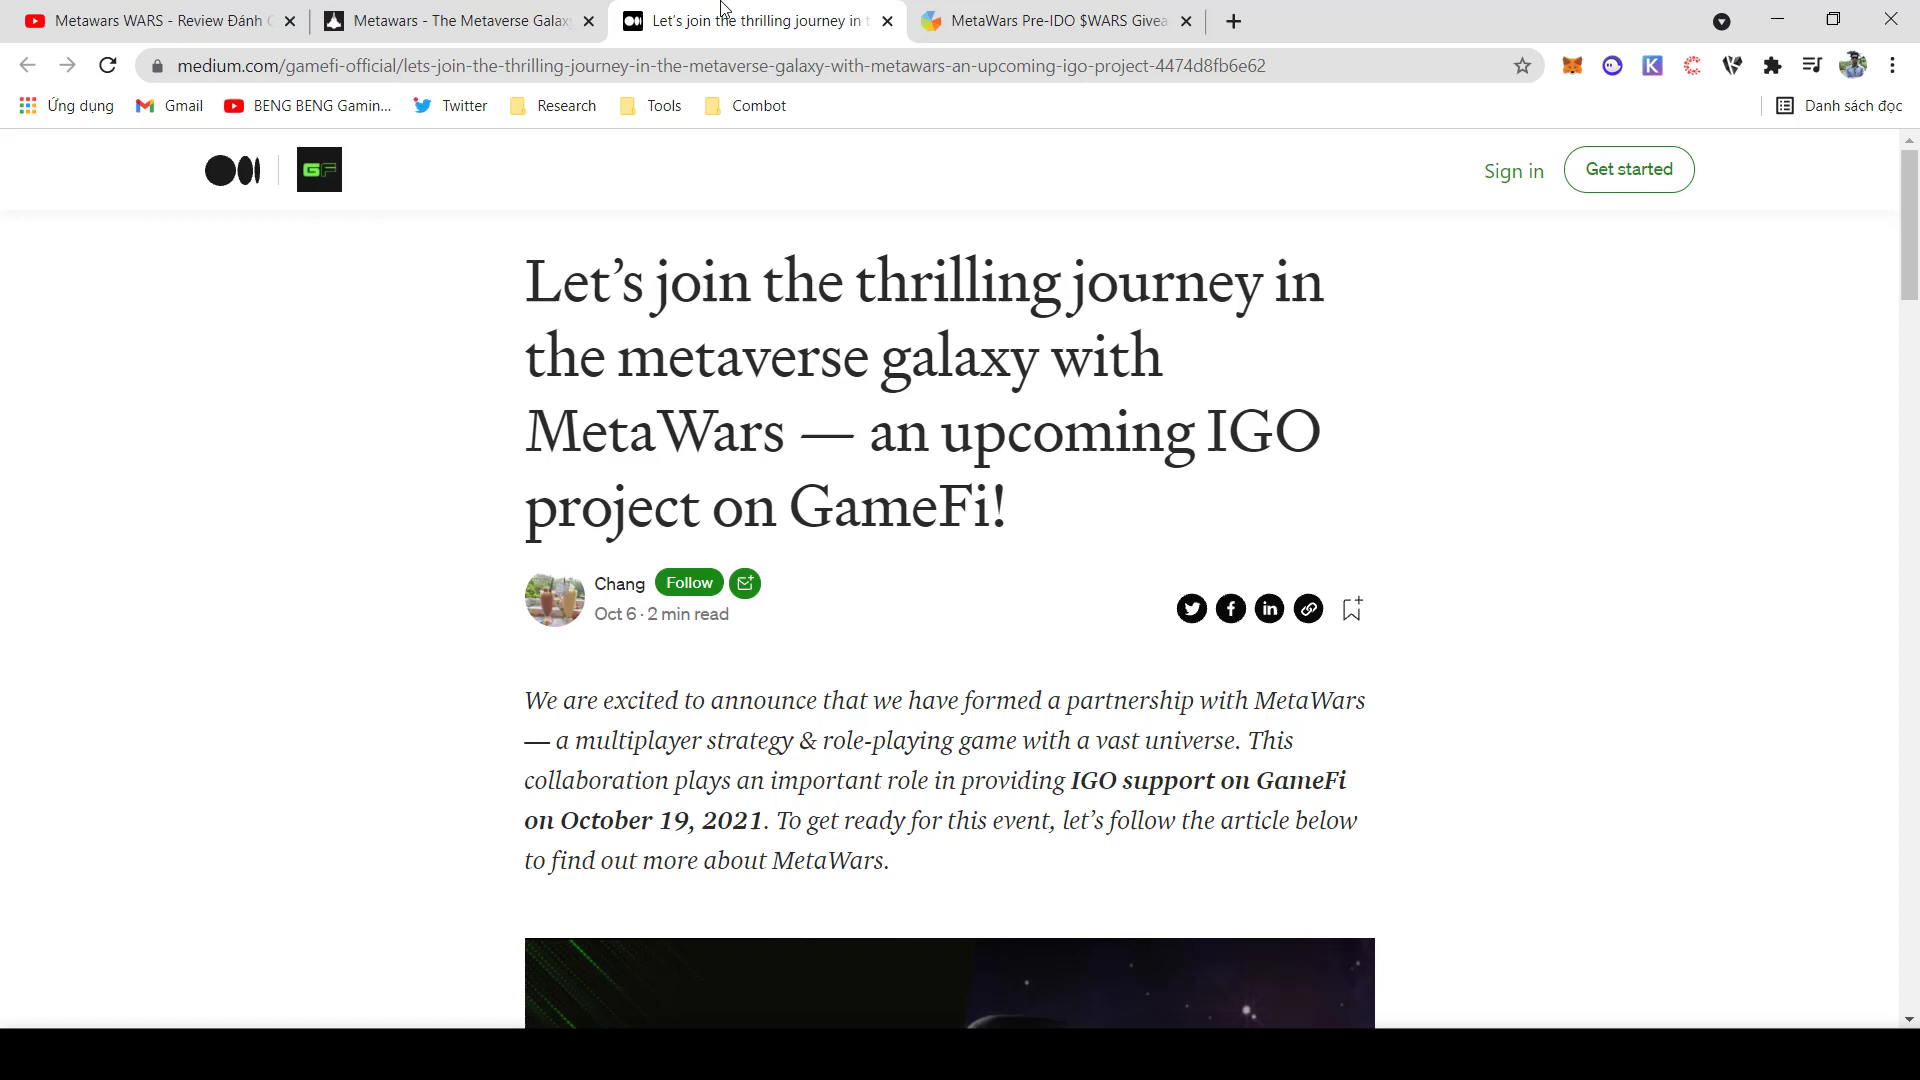 Metawars WARS - Review Đánh
Metawars - The Metaverse Galax
Let's join the thrilling journey in t
MetaWars Pre-IDO $WARS Givea
medium.com/gamefi-official/lets-join-the-thrilling-journey-in-the-metaverse-galaxy-with-metawars-an-upcoming-igo-project-4474d8fb6e62
Ứng dụng
Gmail
BENG BENG Gamin...
Twitter
Research
Tools
Combot
Danh sách đọc
GF
Sign in
Get started
Let’s join the thrilling journey in
the metaverse galaxy with
MetaWars — an upcoming IGO
project on GameFi!
Chang
Follow
Oct 6 · 2 min read
We are excited to announce that we have formed a partnership with MetaWars
— a multiplayer strategy & role-playing game with a vast universe. This
collaboration plays an important role in providing IGO support on GameFi
on October 19, 2021. To get ready for this event, let’s follow the article below
to find out more about MetaWars.